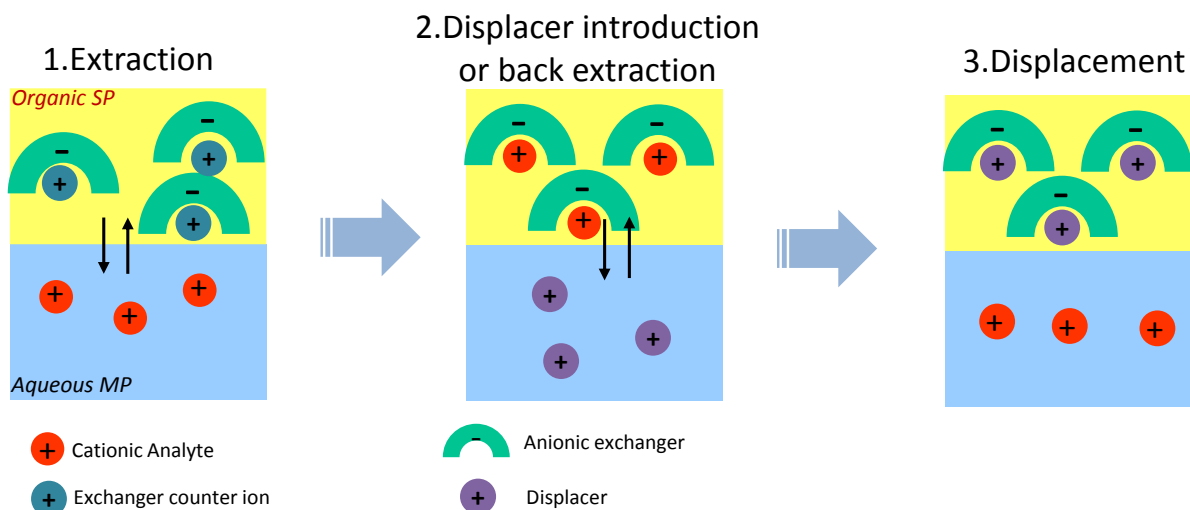 1.Extraction
2.Displacer introduction
or back extraction
3.Displacement
Organic SP
-
+
-
+
-
+
+
+
+
Aqueous MP
-
+
-
+
-
+
+
+
+
-
+
-
+
-
+
+
+
+
+ Cationic Analyte
+ Exchanger counter ion
- Anionic exchanger
+ Displacer